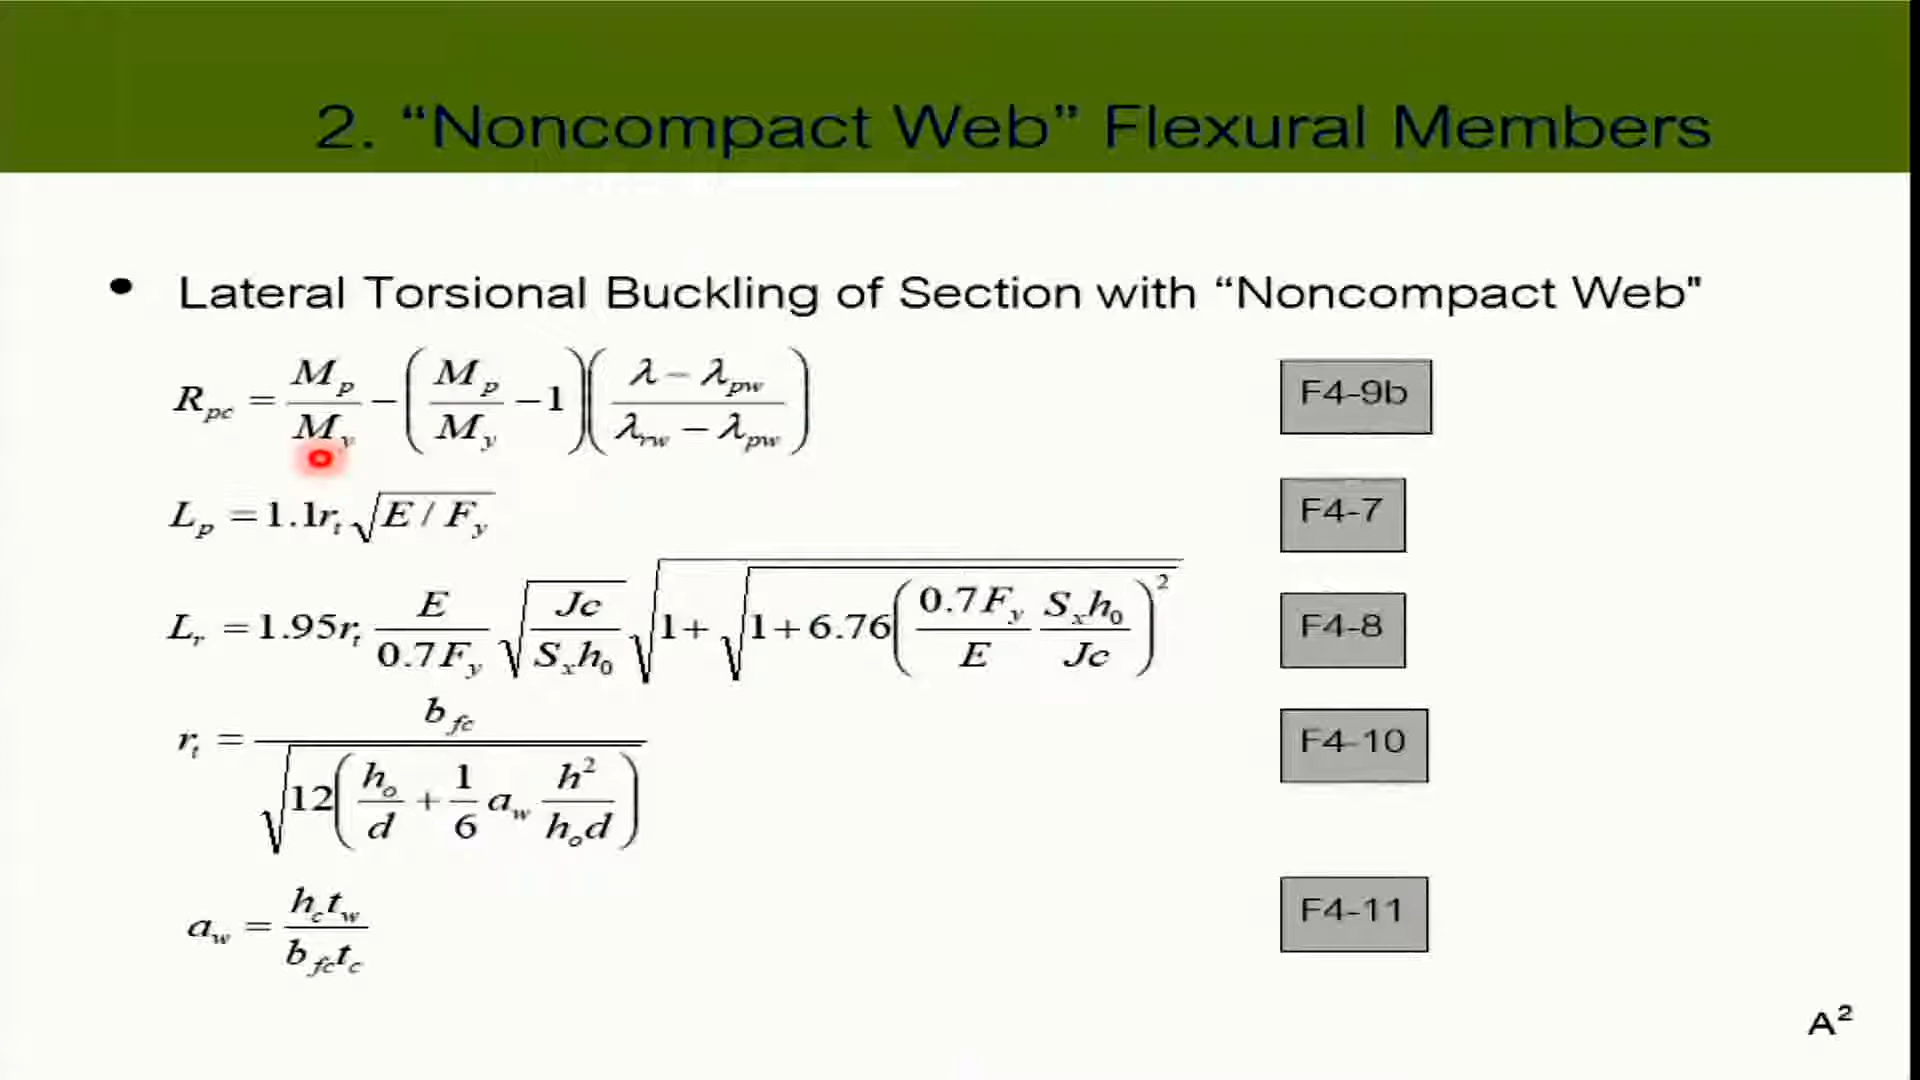 2. “Noncompact Web” Flexural Members
• Lateral Torsional Buckling of Section with “Noncompact Web"
R_pc = M_p / M_y − (M_p / M_y − 1)((λ − λ_pw) / (λ_rw − λ_pw)) F4-9b
L_p = 1.1r_t √(E / F_y) F4-7
L_r = 1.95r_t (E / 0.7F_y) √(Jc / S_x h_0) √(1 + √(1 + 6.76((0.7F_y / E)(S_x h_0 / Jc))²)) F4-8
r_t = b_fc / √(12(h_o / d + (1/6) a_w h² / (h_o d))) F4-10
a_w = h_c t_w / (b_fc t_c) F4-11
A²